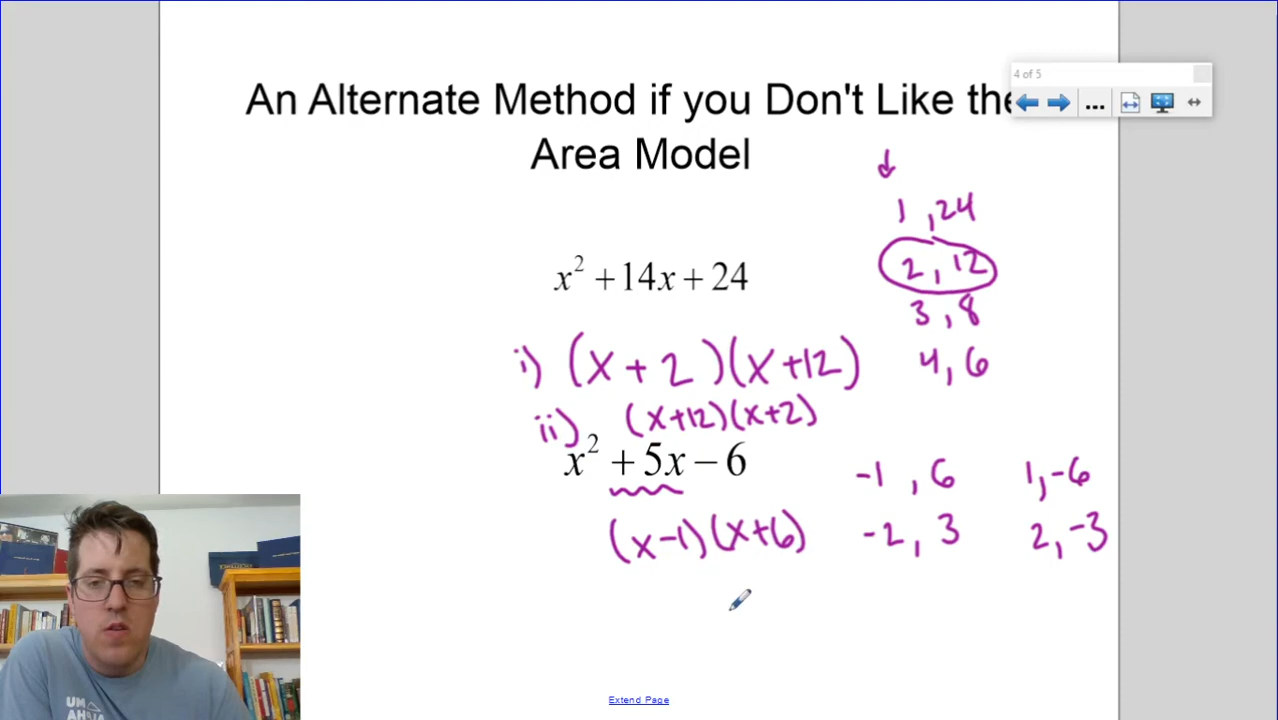 4 of 5
An Alternate Method if you Don't Like the
Area Model
1, 24
x² + 14x + 24
2, 12
3, 8
i) (x + 2)(x + 12)
4, 6
ii) (x+12)(x+2)
x² + 5x − 6
-1, 6
1, -6
(x-1)(x+6)
-2, 3
2, -3
UM
Extend Page